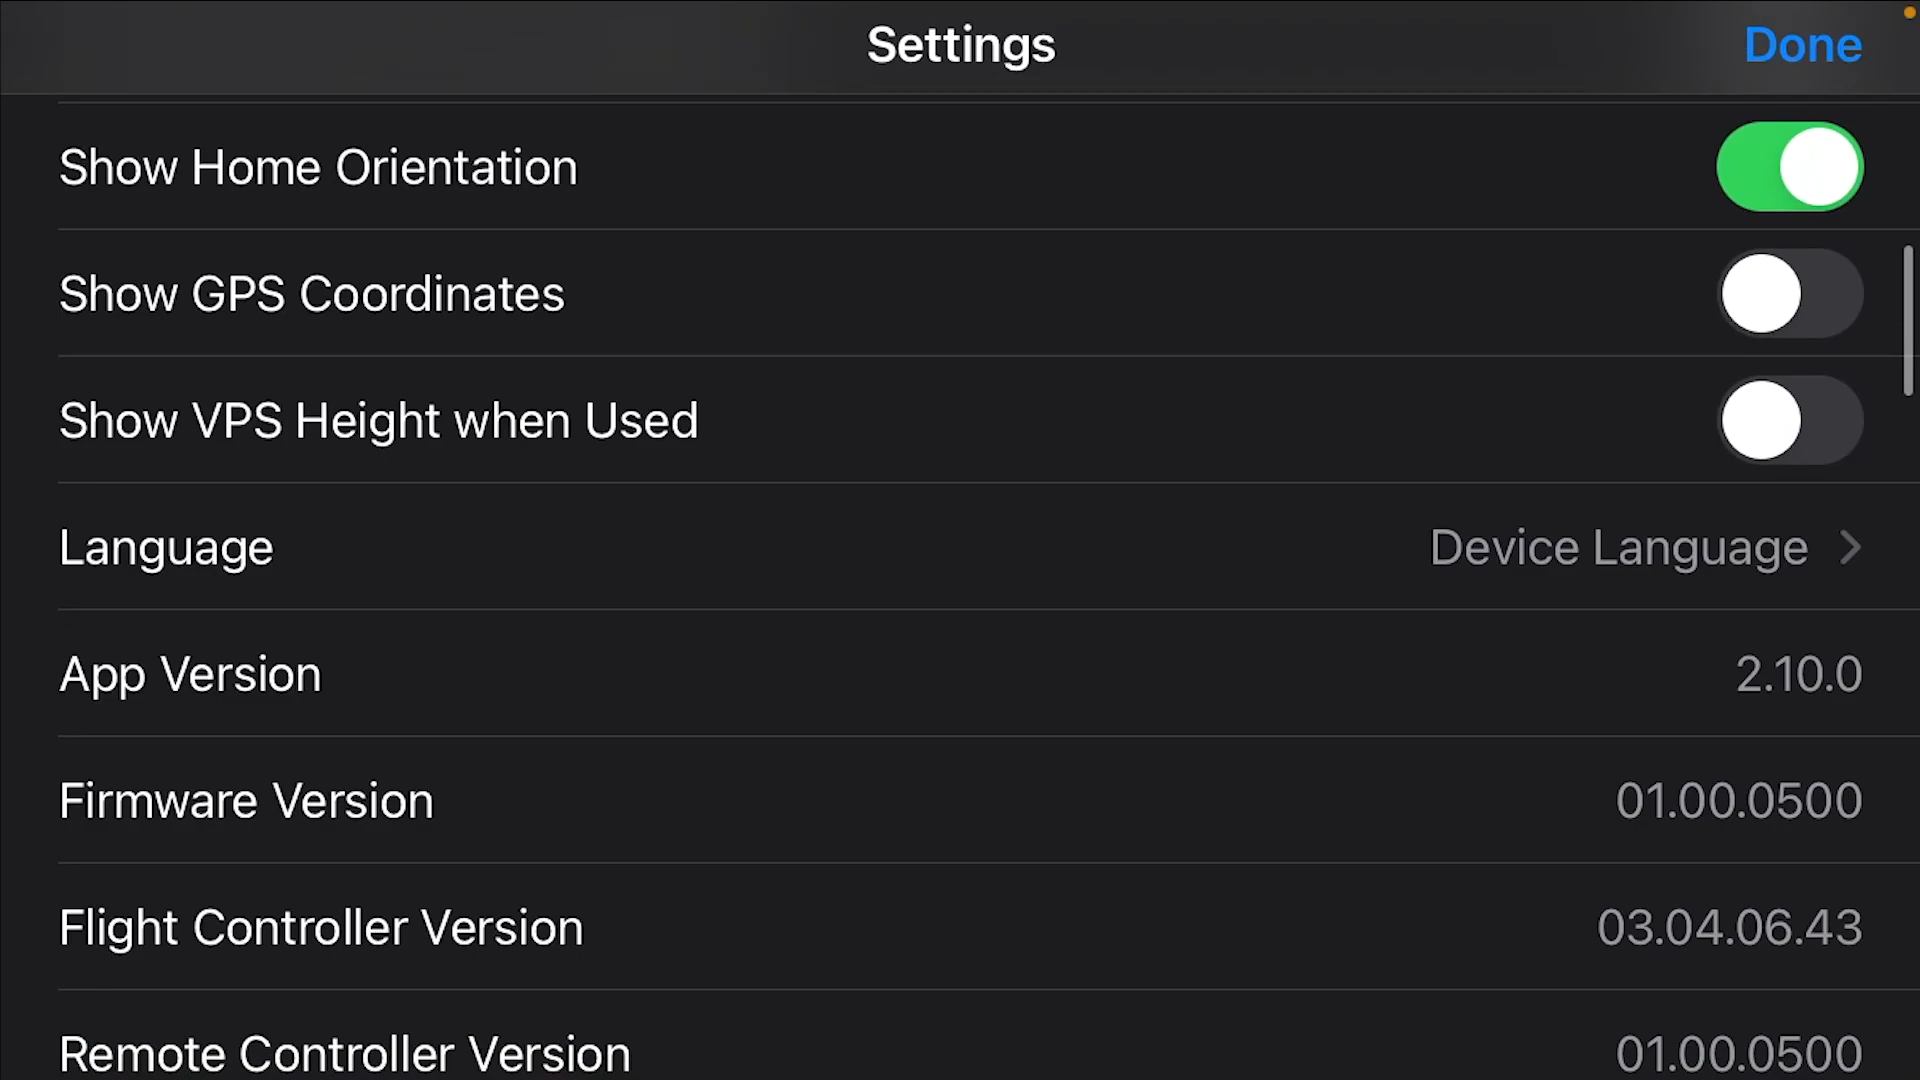 Settings
Done
Show Home Orientation
Show GPS Coordinates
Show VPS Height when Used
Language
Device Language
App Version
2.10.0
Firmware Version
01.00.0500
Flight Controller Version
03.04.06.43
Remote Controller Version
01.00.0500